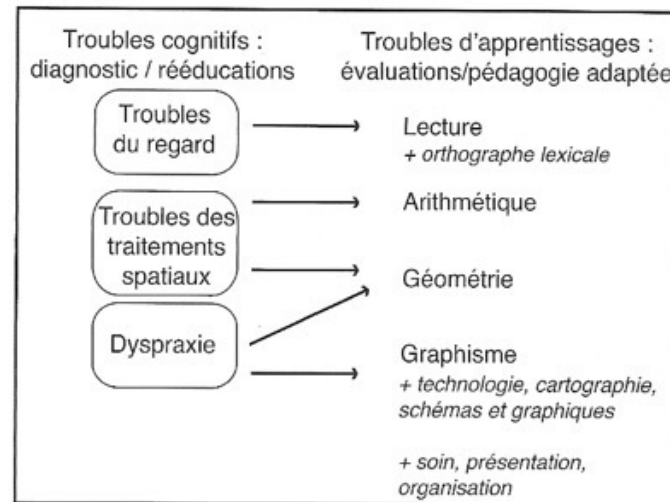 Troubles cognitifs :
diagnostic / rééducations
Troubles d'apprentissages :
évaluations/pédagogie adaptée
Troubles
du regard
Lecture
+ orthographe lexicale
Troubles des
traitements
spatiaux
Arithmétique
Géométrie
Dyspraxie
Graphisme
+ technologie, cartographie,
schémas et graphiques
+ soin, présentation,
organisation